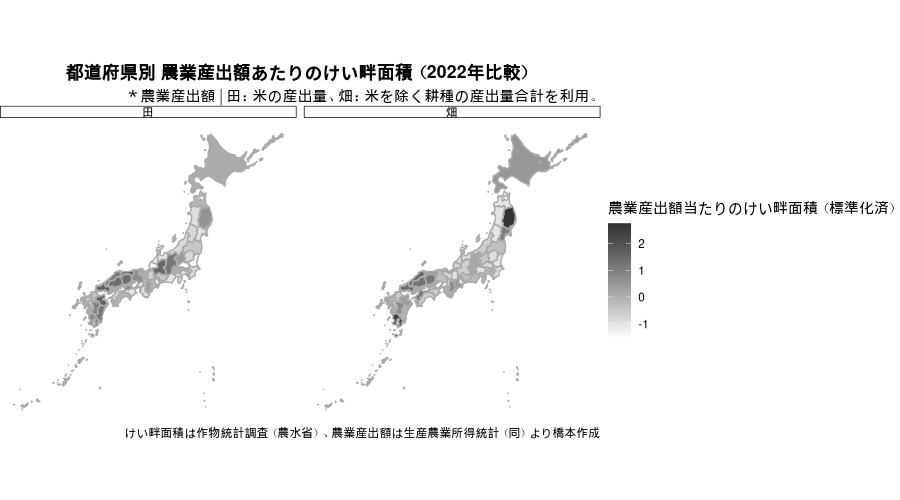 都道府県別 農業産出額あたりのけい畔面積（2022年比較）
＊農業産出額｜田：米の産出量、畑：米を除く耕種の産出量合計を利用。
田
畑
農業産出額当たりのけい畔面積（標準化済）
2
1
0
-1
けい畔面積は作物統計調査（農水省）、農業産出額は生産農業所得統計（同）より橋本作成